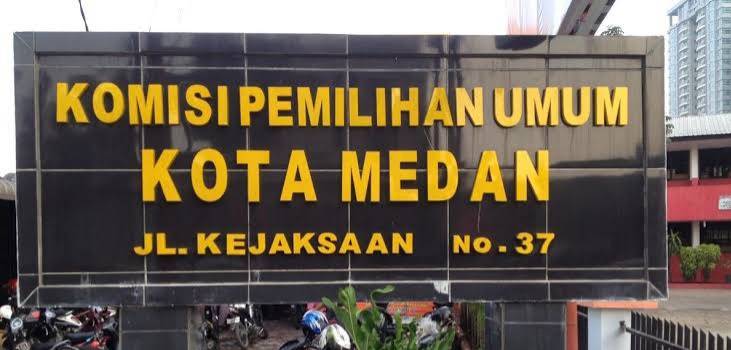 KOMISI PEMILIHAN UMUM
KOTA MEDAN
JL. KEJAKSAAN No. 37